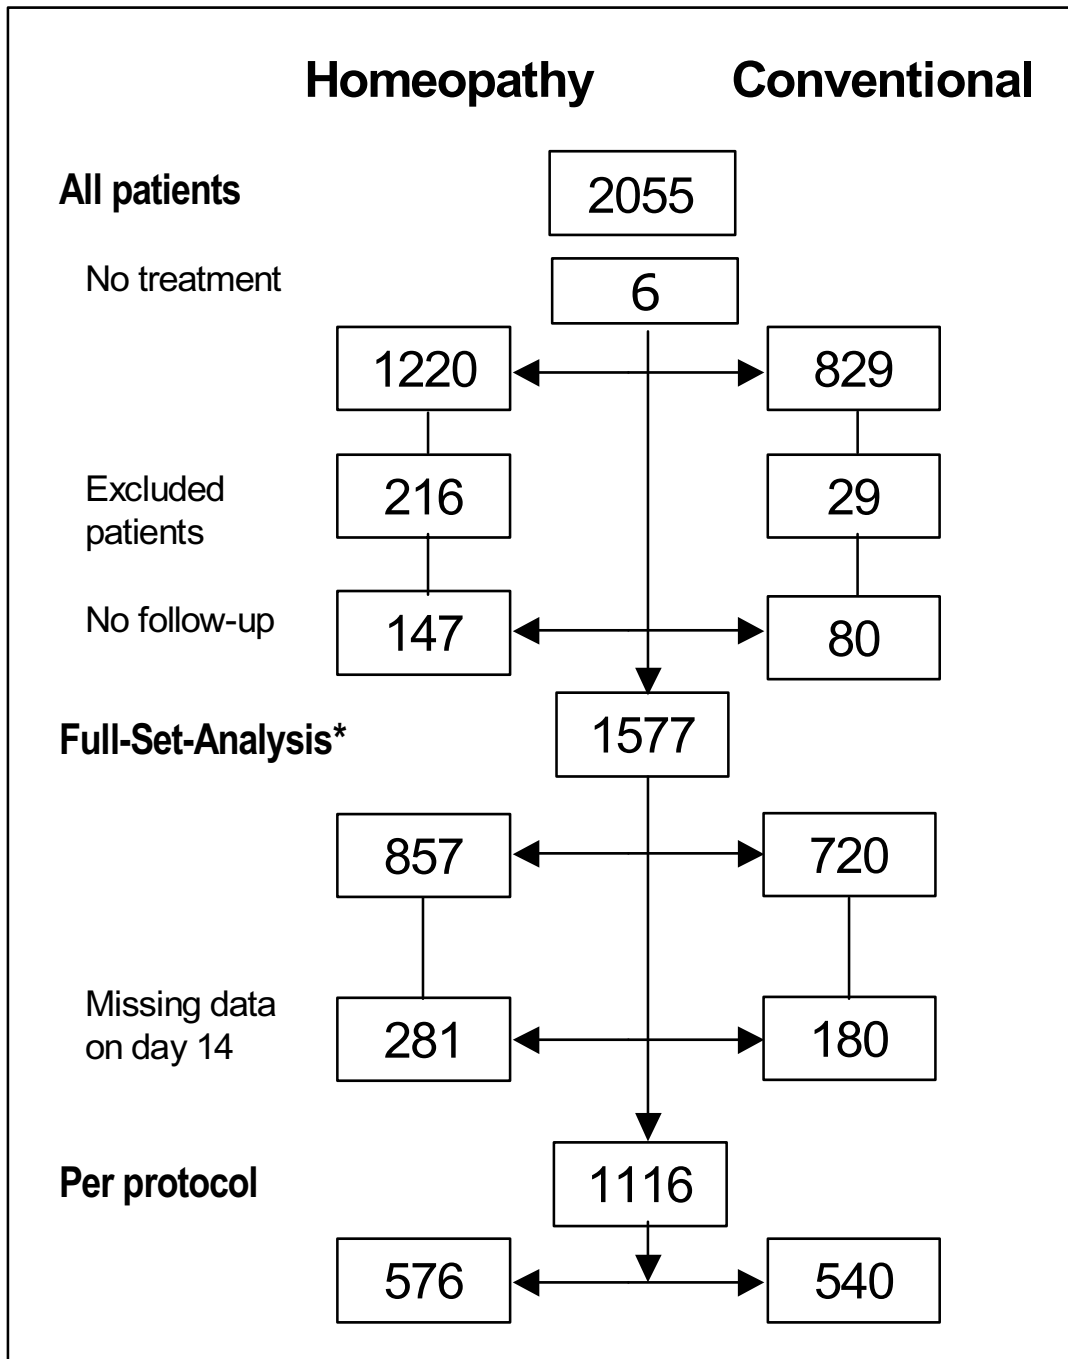 Homeopathy Conventional
All patients
2055
No treatment
6
1220
829
Excluded
patients
216
29
No follow-up
147
80
Full-Set-Analysis*
1577
857
720
Missing data
on day 14
281
180
Per protocol
1116
576
540